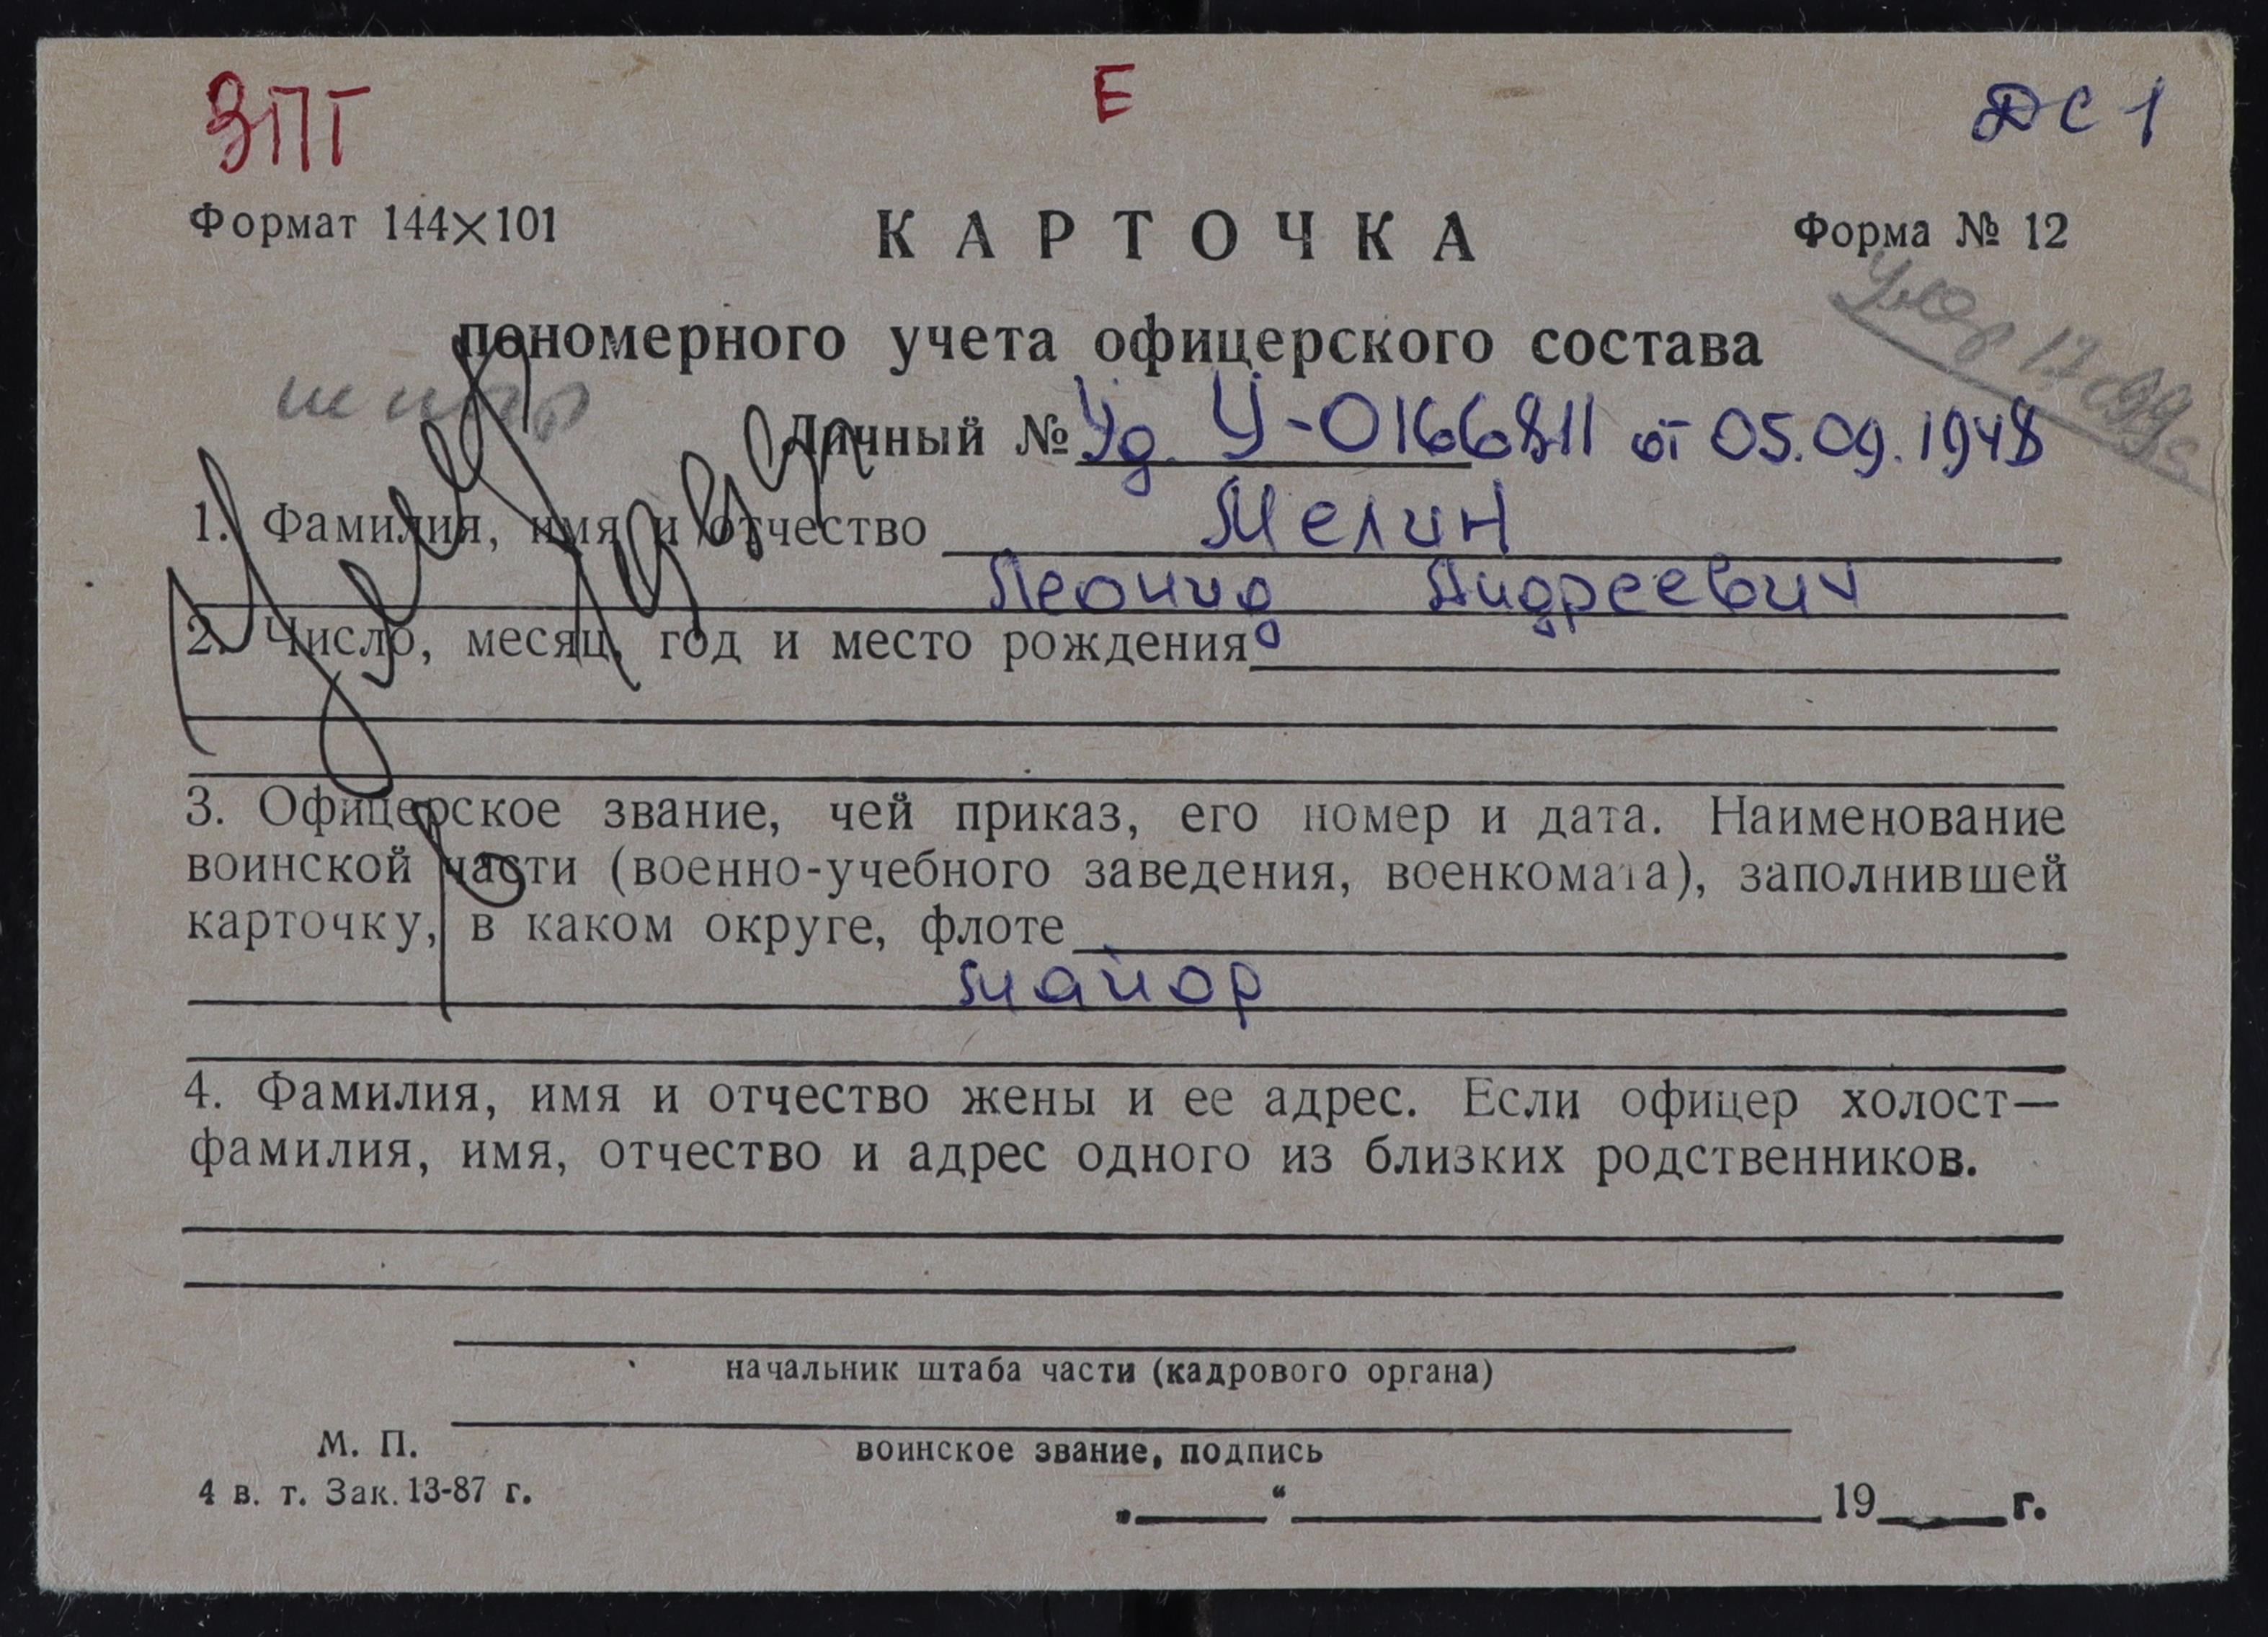 ЗПГ Е ДС 1
Формат 144×101 КАРТОЧКА Форма № 12
пономерного учета офицерского состава
Личный № Уд. У-0166811 от 05.09.1948
1. Фамилия, имя и отчество Мелин
Леонид Андреевич
2. Число, месяц, год и место рождения
3. Офицерское звание, чей приказ, его номер и дата. Наименование
воинской части (военно-учебного заведения, военкомата), заполнившей
карточку, в каком округе, флоте
майор
4. Фамилия, имя и отчество жены и ее адрес. Если офицер холост—
фамилия, имя, отчество и адрес одного из близких родственников.
начальник штаба части (кадрового органа)
М. П.
воинское звание, подпись
4 в. т. Зак. 13-87 г.
„ “ 19 г.